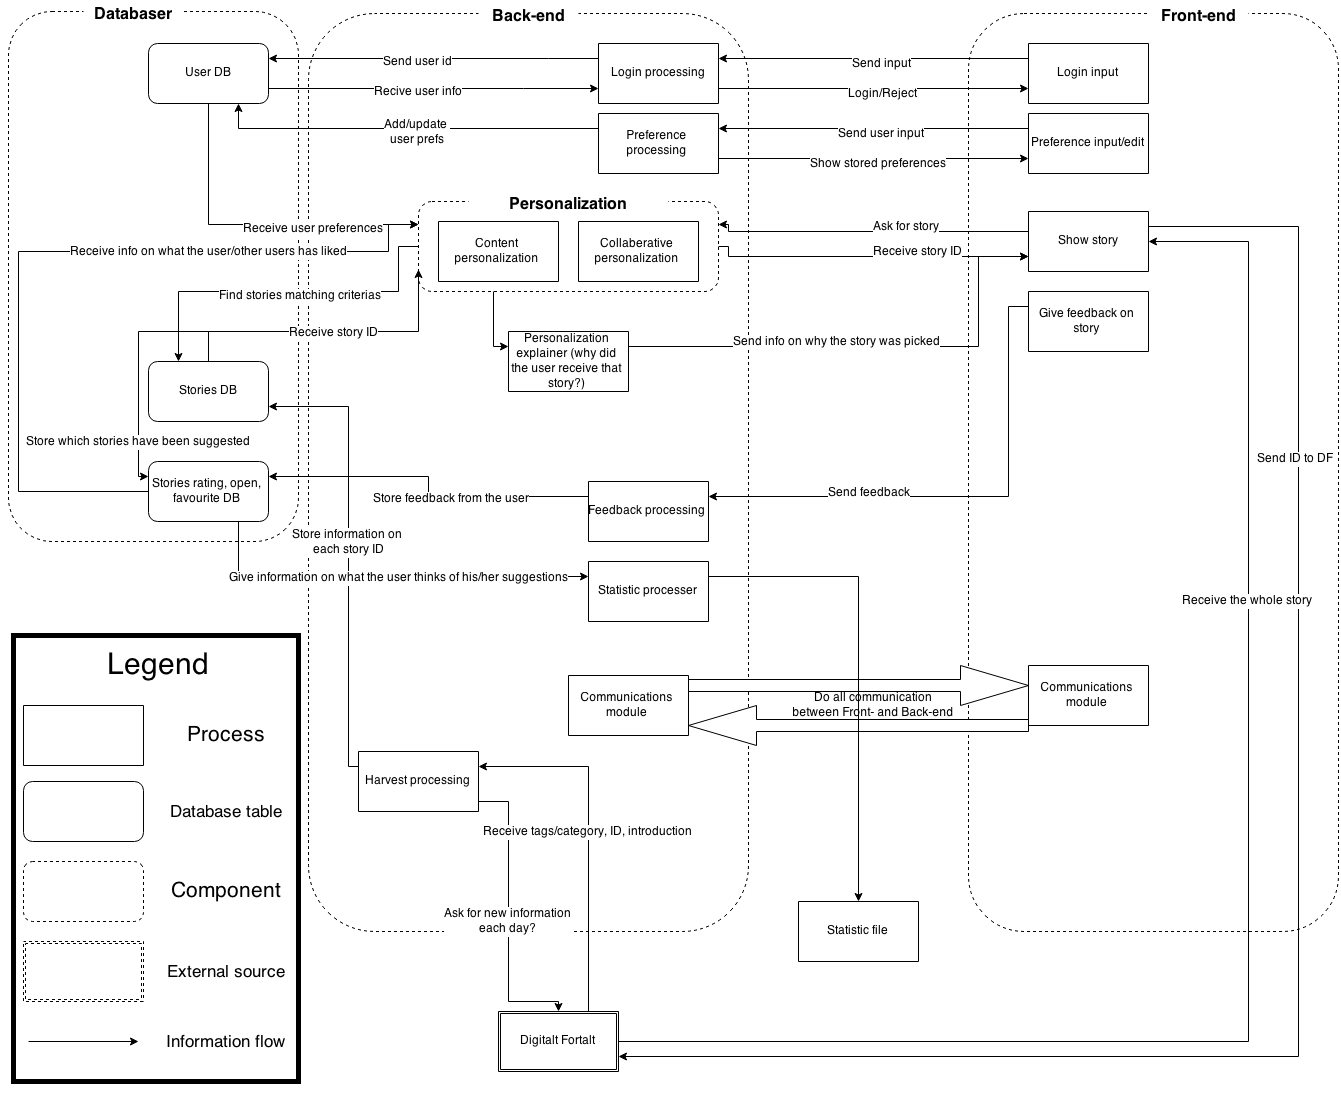 Databaser
Back-end
Front-end
User DB
Send user id
Login processing
Send input
Login input
Recive user info
Login/Reject
Add/update
user prefs
Preference
processing
Send user input
Preference input/edit
Show stored preferences
Personalization
Receive user preferences
Ask for story
Show story
Receive info on what the user/other users has liked
Content
personalization
Collaberative
personalization
Receive story ID
Find stories matching criterias
Give feedback on
story
Receive story ID
Personalization
explainer (why did
the user receive that
story?)
Send info on why the story was picked
Stories DB
Store which stories have been suggested
Send ID to DF
Stories rating, open,
favourite DB
Store feedback from the user
Send feedback
Feedback processing
Store information on
each story ID
Give information on what the user thinks of his/her suggestions
Statistic processer
Receive the whole story
Communications
module
Do all communication
between Front- and Back-end
Communications
module
Harvest processing
Receive tags/category, ID, introduction
Ask for new information
each day?
Statistic file
Digitalt Fortalt
Legend
Process
Database table
Component
External source
Information flow